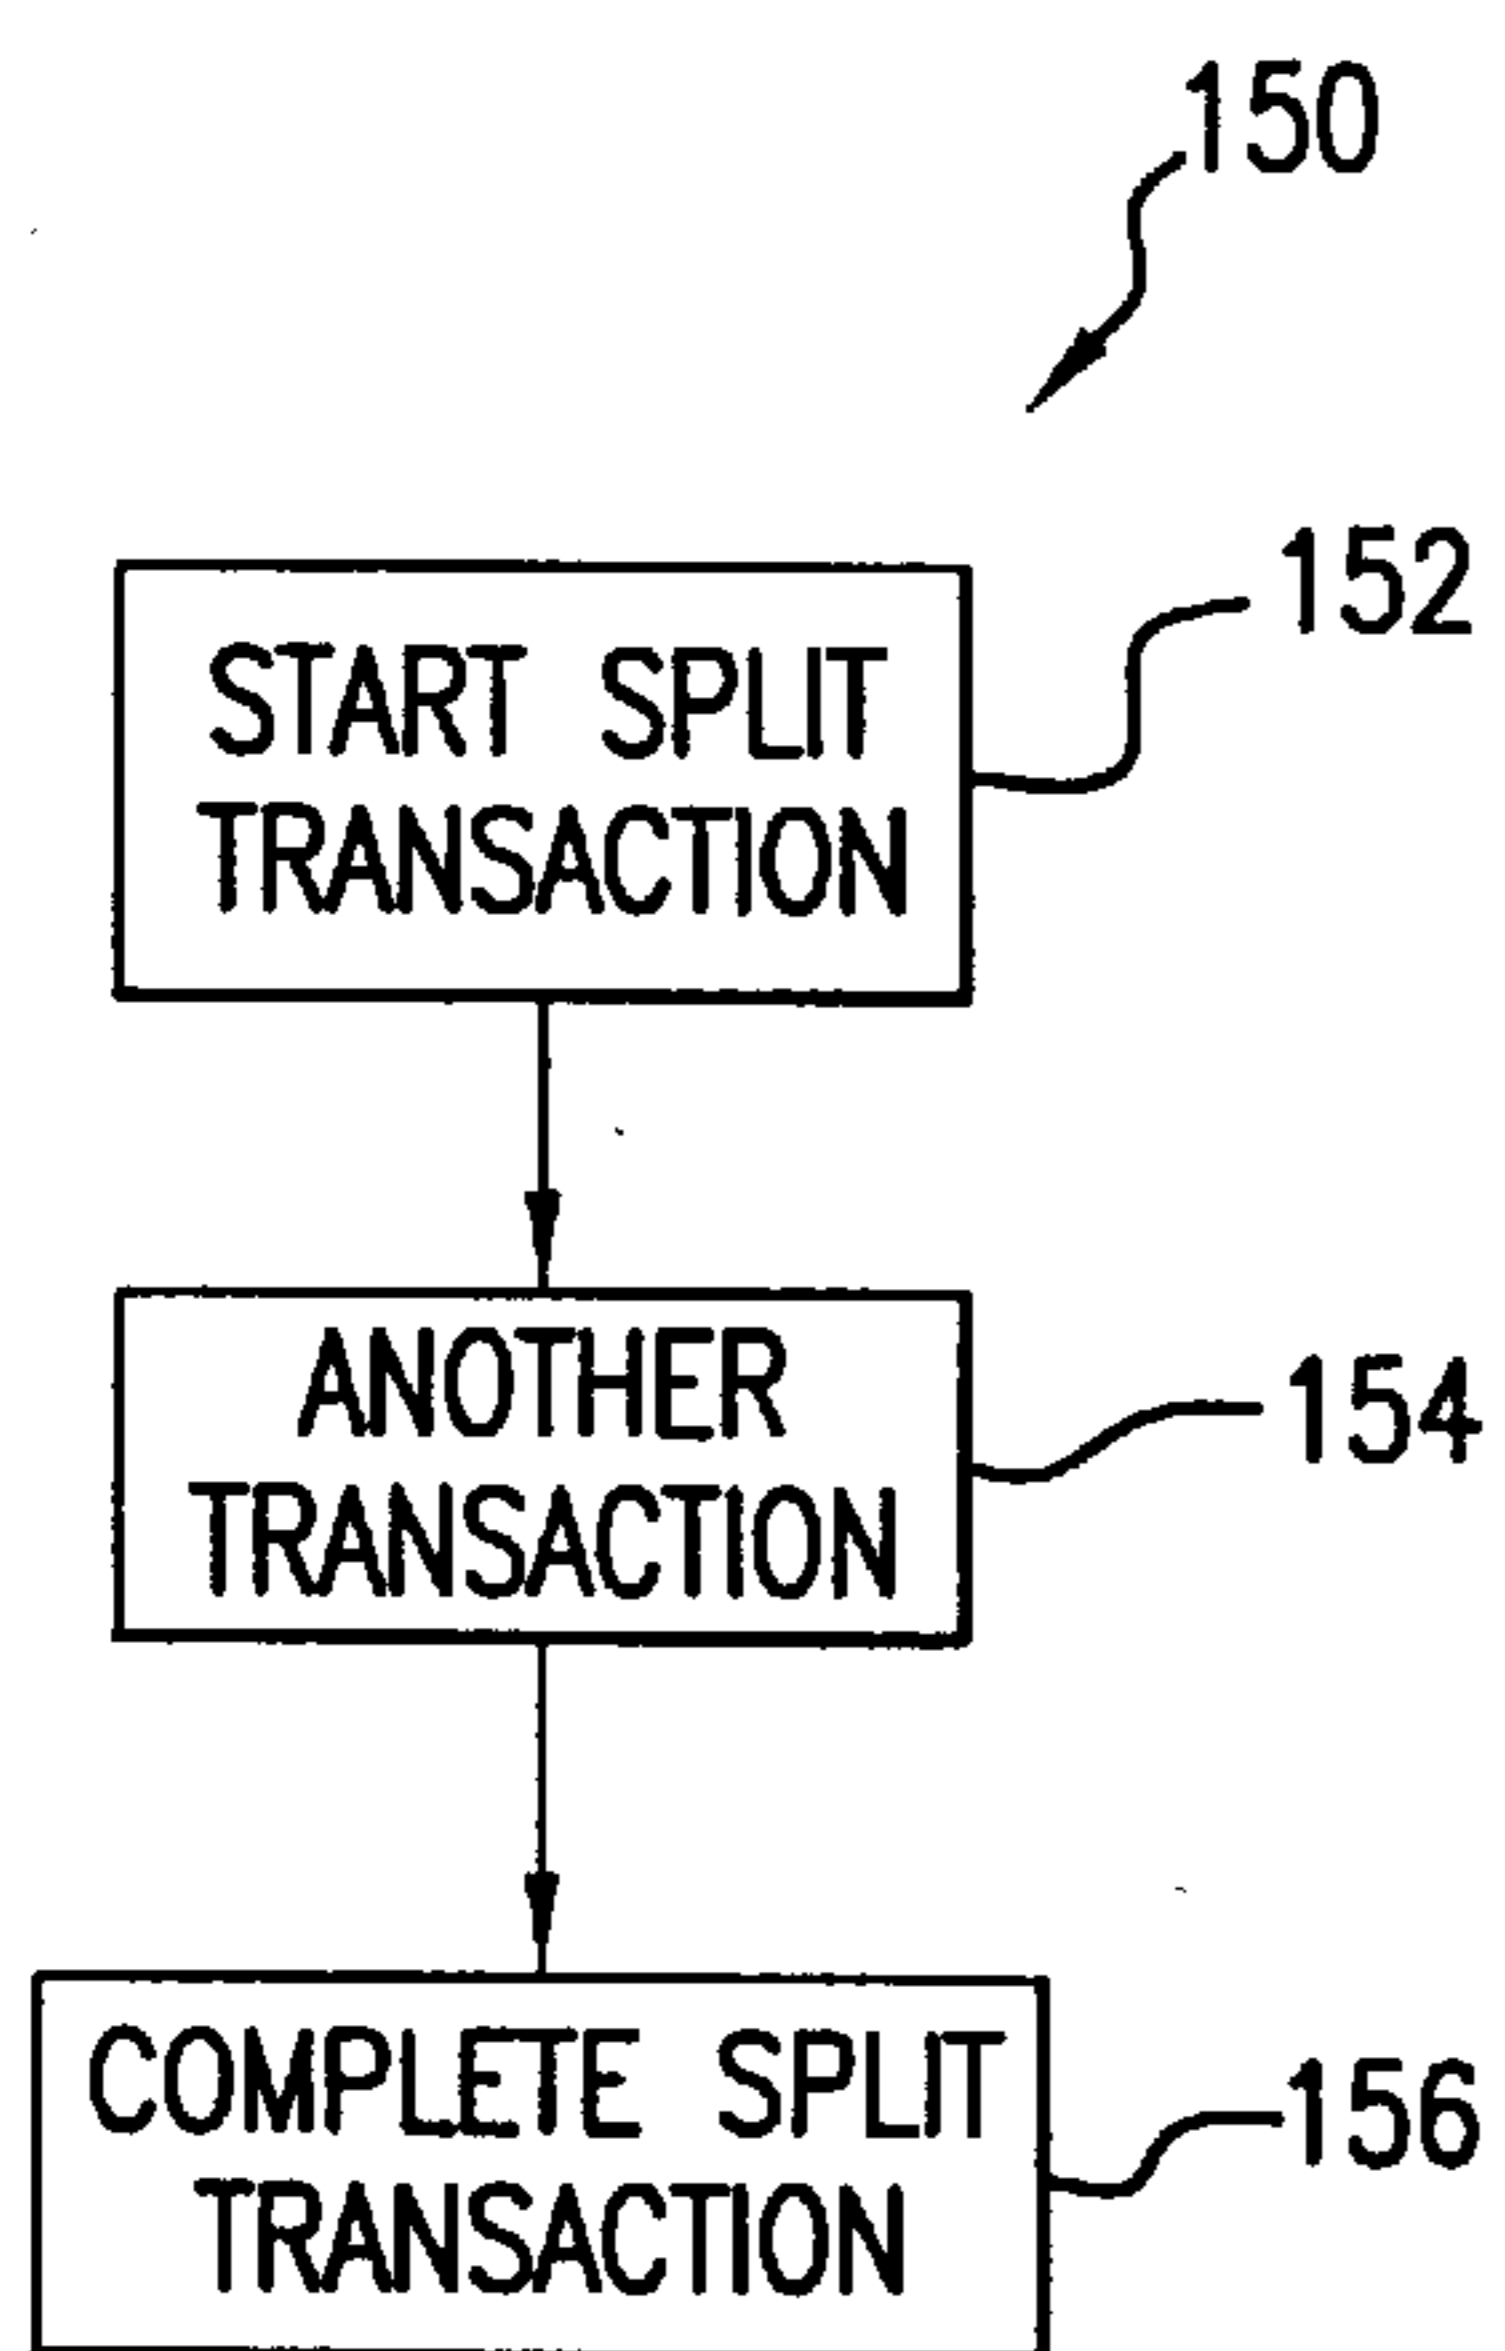 150
START SPLIT
TRANSACTION
152
ANOTHER
TRANSACTION
154
COMPLETE SPLIT
TRANSACTION
156